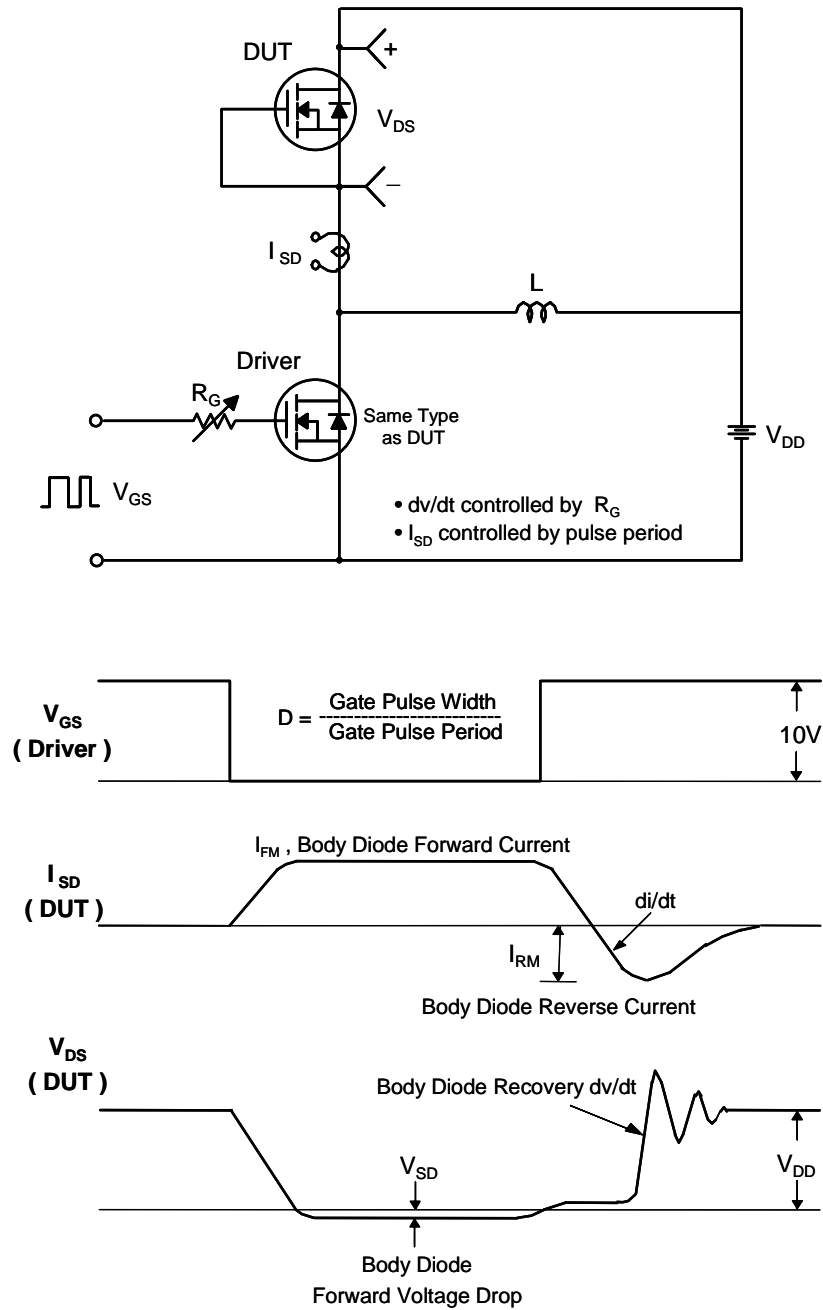 DUT
+
V_DS
−
I_SD
L
Driver
R_G
Same Type
as DUT
V_DD
V_GS
• dv/dt controlled by R_G
• I_SD controlled by pulse period
V_GS
( Driver )
D = Gate Pulse Width
Gate Pulse Period
10V
I_FM , Body Diode Forward Current
I_SD
( DUT )
di/dt
I_RM
Body Diode Reverse Current
V_DS
( DUT )
Body Diode Recovery dv/dt
V_SD
V_DD
Body Diode
Forward Voltage Drop